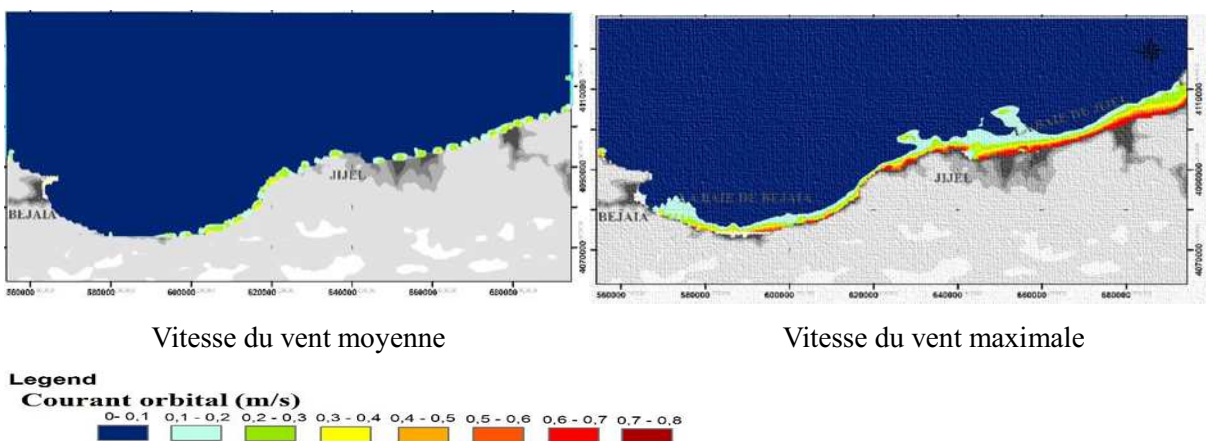 BEJAIA
JIJEL
4110000
4090000
4070000
560000 580000 600000 620000 640000 660000 680000
BAIE DE JIJEL
BAIE DE BEJAIA
BEJAIA
JIJEL
4110000
4090000
4070000
560000 580000 600000 620000 640000 660000 680000
Vitesse du vent moyenne
Vitesse du vent maximale
Legend
Courant orbital (m/s)
0- 0,1 0,1 - 0,2 0,2 - 0,3 0,3 - 0,4 0,4 - 0,5 0,5 - 0,6 0,6 - 0,7 0,7 - 0,8